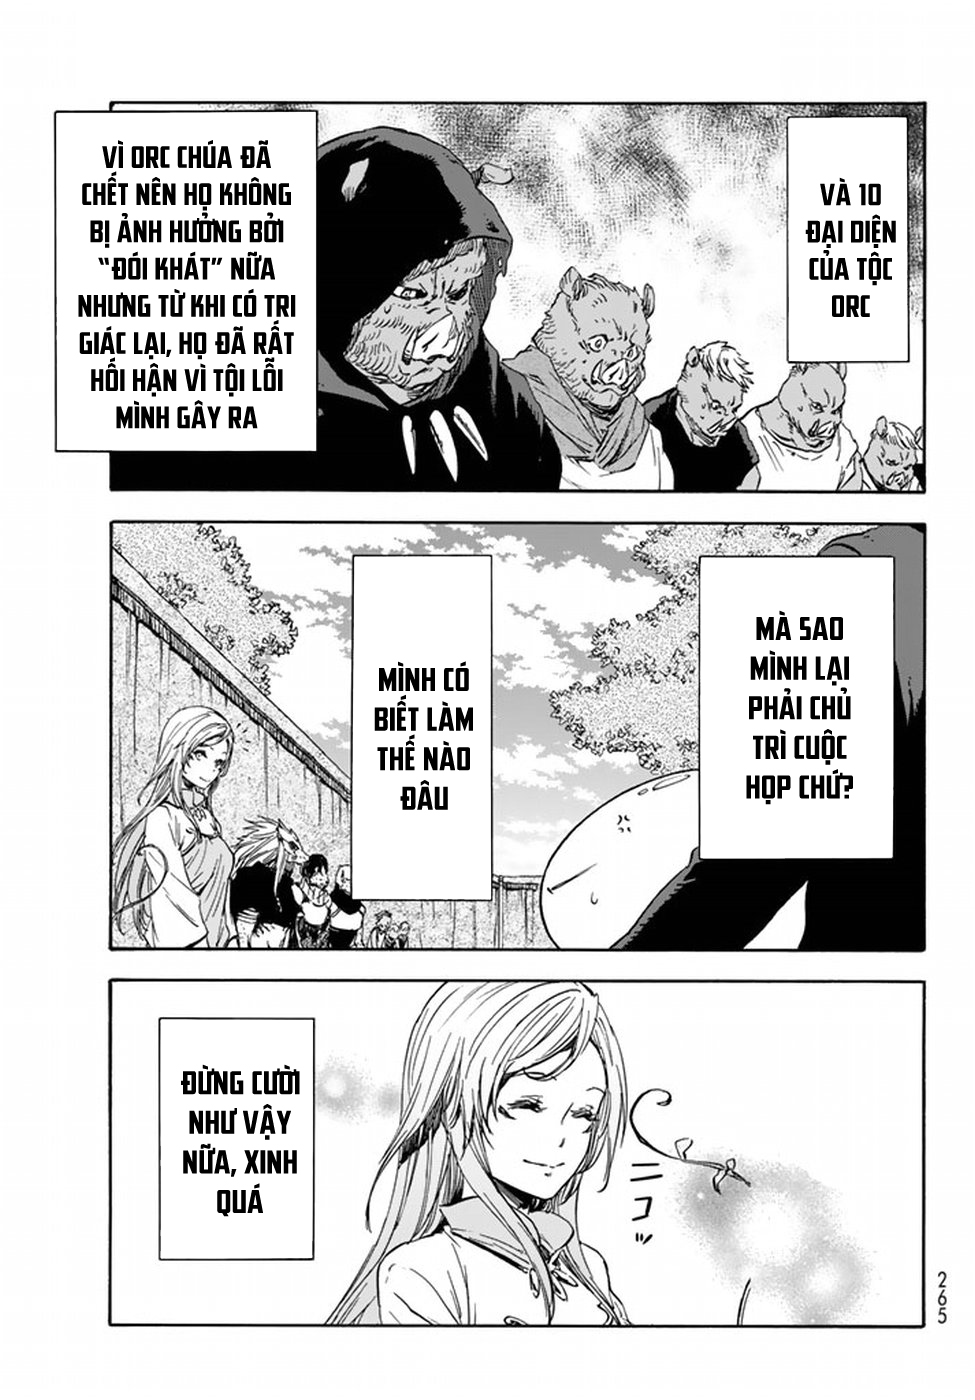 VÀ 10
ĐẠI DIỆN
CỦA TỘC
ORC
VÌ ORC CHÚA ĐÃ
CHẾT NÊN HỌ KHÔNG
BỊ ẢNH HƯỞNG BỞI
“ĐÓI KHÁT” NỮA
NHƯNG TỪ KHI CÓ TRI
GIÁC LẠI, HỌ ĐÃ RẤT
HỐI HẬN VÌ TỘI LỖI
MÌNH GÂY RA
MÀ SAO
MÌNH LẠI
PHẢI CHỦ
TRÌ CUỘC
HỌP CHỨ?
MÌNH CÓ
BIẾT LÀM
THẾ NÀO
ĐÂU
ĐỪNG CƯỜI
NHƯ VẬY
NỮA, XINH
QUÁ
ニコッ
265